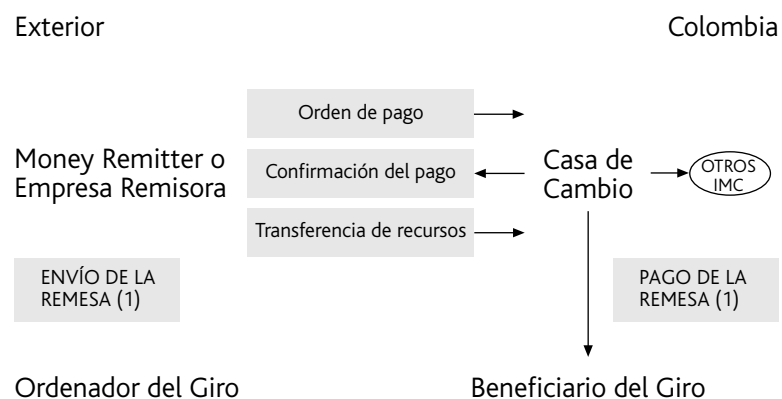 Exterior
Colombia
Orden de pago
Money Remitter o
Empresa Remisora
Confirmación del pago
Casa de
Cambio
OTROS
IMC
Transferencia de recursos
ENVÍO DE LA
REMESA (1)
PAGO DE LA
REMESA (1)
Ordenador del Giro
Beneficiario del Giro